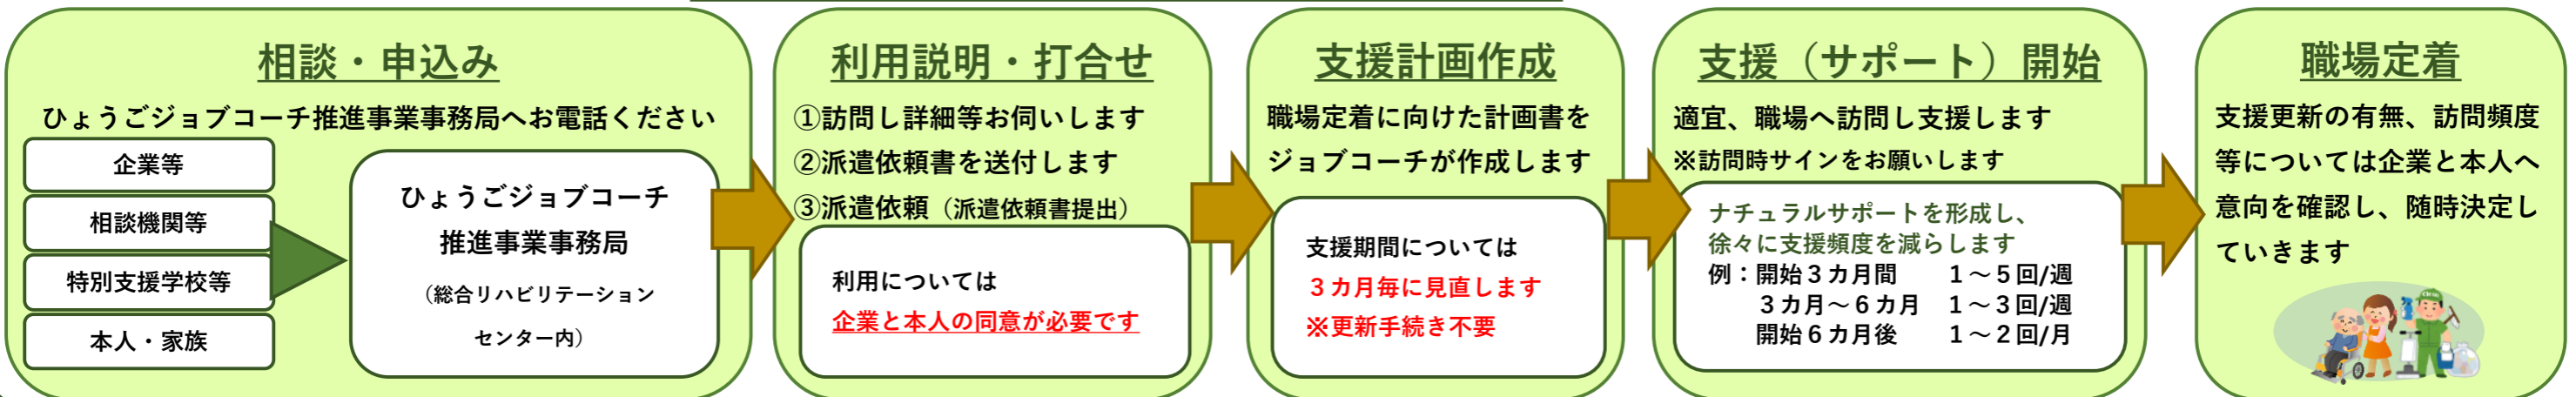 相談・申込み
ひょうごジョブコーチ推進事業事務局へお電話ください
企業等
相談機関等
特別支援学校等
本人・家族
ひょうごジョブコーチ
推進事業事務局
（総合リハビリテーション
センター内）
利用説明・打合せ
①訪問し詳細等お伺いします
②派遣依頼書を送付します
③派遣依頼（派遣依頼書提出）
利用については
企業と本人の同意が必要です
支援計画作成
職場定着に向けた計画書を
ジョブコーチが作成します
支援期間については
３カ月毎に見直します
※更新手続き不要
支援（サポート）開始
適宜、職場へ訪問し支援します
※訪問時サインをお願いします
ナチュラルサポートを形成し、
徐々に支援頻度を減らします
例：開始３カ月間　１～５回/週
３カ月～６カ月　１～３回/週
開始６カ月後　１～２回/月
職場定着
支援更新の有無、訪問頻度
等については企業と本人へ
意向を確認し、随時決定し
ていきます